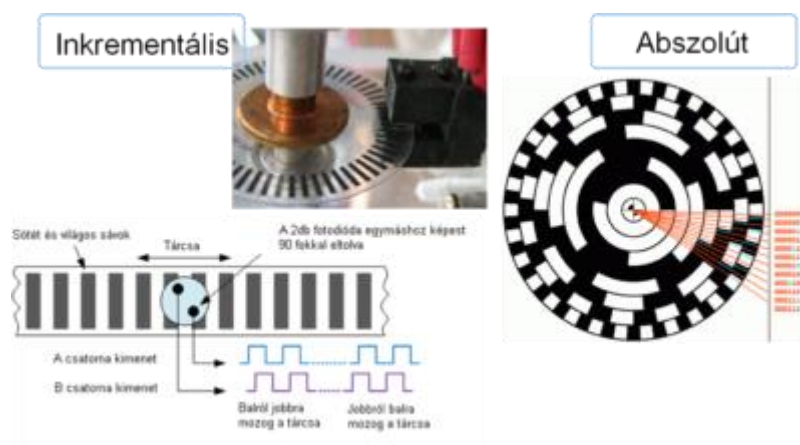 Inkrementális
Abszolút
Sötét és világos sávok
Tárcsa
A 2db fotodióda egymáshoz képest
90 fokkal eltolva
A csatorna kimenet
B csatorna kimenet
Balról jobbra
mozog a tárcsa
Jobbról balra
mozog a tárcsa